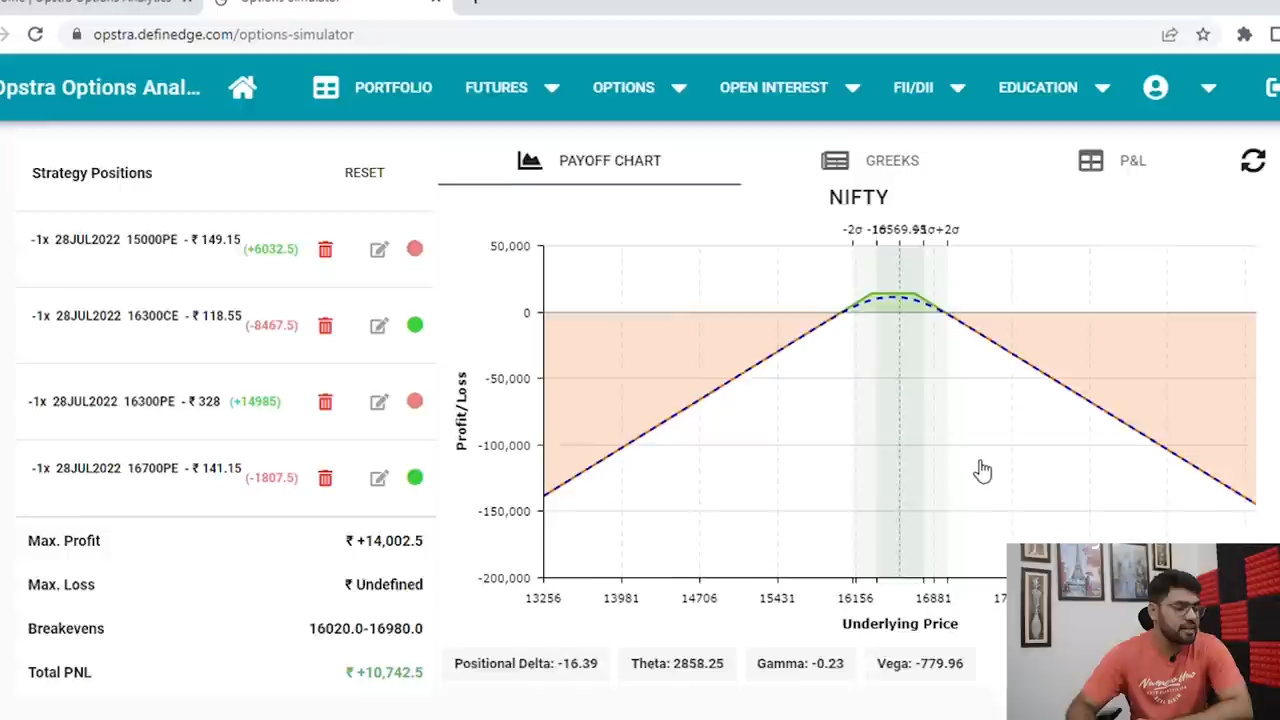 opstra.definedge.com/options-simulator
Opstra Options Anal...
PORTFOLIO
FUTURES
OPTIONS
OPEN INTEREST
FII/DII
EDUCATION
Strategy Positions
RESET
PAYOFF CHART
GREEKS
P&L
NIFTY
-1x 28JUL2022 15000PE - ₹ 149.15 (+6032.5)
-1x 28JUL2022 16300CE - ₹ 118.55 (-8467.5)
-1x 28JUL2022 16300PE - ₹ 328 (+14985)
-1x 28JUL2022 16700PE - ₹ 141.15 (-1807.5)
Max. Profit ₹ +14,002.5
Max. Loss ₹ Undefined
Breakevens 16020.0-16980.0
Total PNL ₹ +10,742.5
-2σ
+2σ
50,000
0
-50,000
-100,000
-150,000
-200,000
Profit/Loss
13256 13981 14706 15431 16156 16881
Underlying Price
Positional Delta: -16.39
Theta: 2858.25
Gamma: -0.23
Vega: -779.96